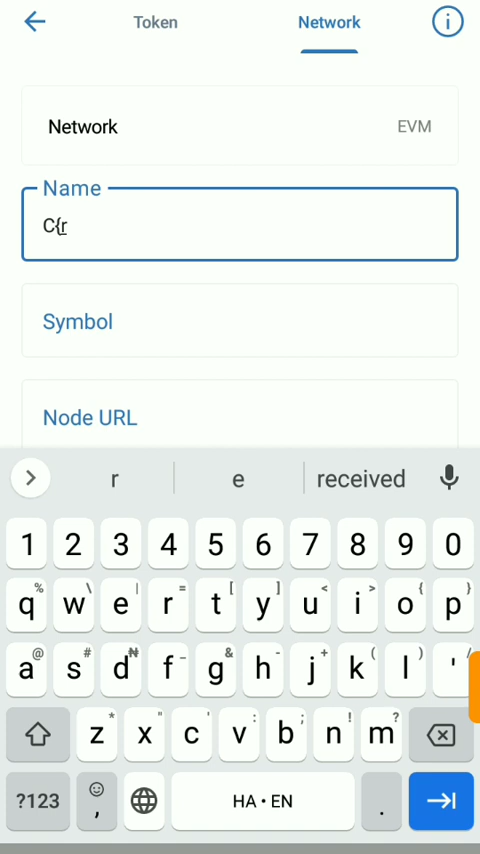 Token Network
Network EVM
Name
C{r
Symbol
Node URL
r e received
1 2 3 4 5 6 7 8 9 0
% \ | = [ ] < > { }
q w e r t y u i o p
@ # ₦ _ & - + ( ) /
a s d f g h j k l '
* " ' : ; ! ?
z x c v b n m
?123 , HA • EN .